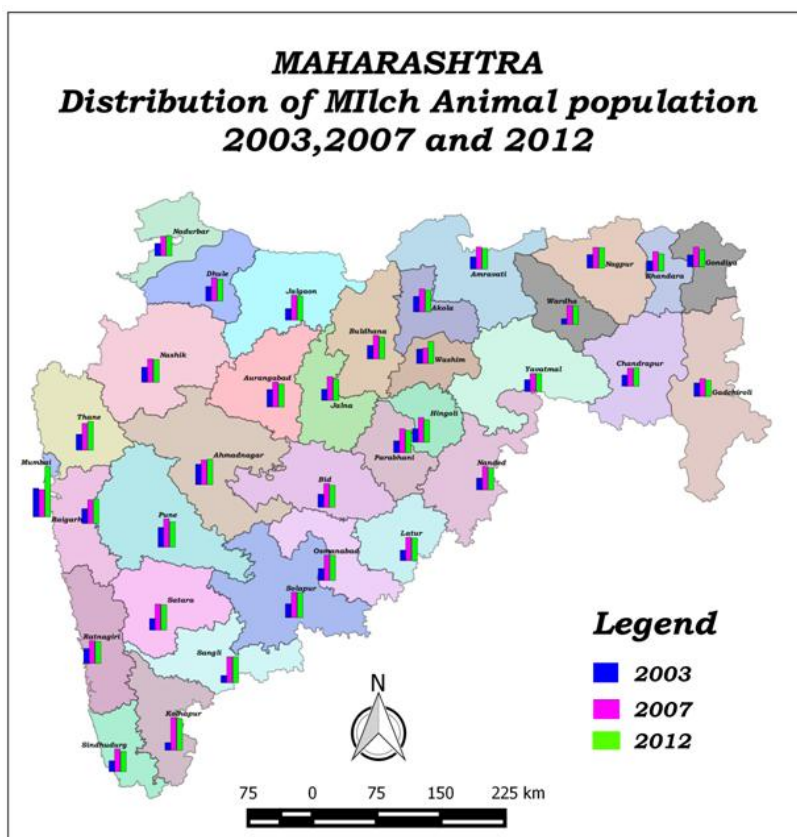 MAHARASHTRA
Distribution of MIlch Animal population
2003,2007 and 2012
Nadurbar
Dhule
Jalgaon
Amravati
Nagpur
Bhandara
Gondiya
Akola
Wardha
Buldhana
Washim
Nashik
Aurangabad
Jalna
Yavatmal
Chandrapur
Gadchiroli
Hingoli
Thane
Ahmadnagar
Parabhani
Mumbai
Nanded
Bid
Raigarh
Pune
Latur
Osmanabad
Satara
Solapur
Ratnagiri
Sangli
Kolhapur
Sindhudurg
Legend
2003
2007
2012
N
75 0 75 150 225 km